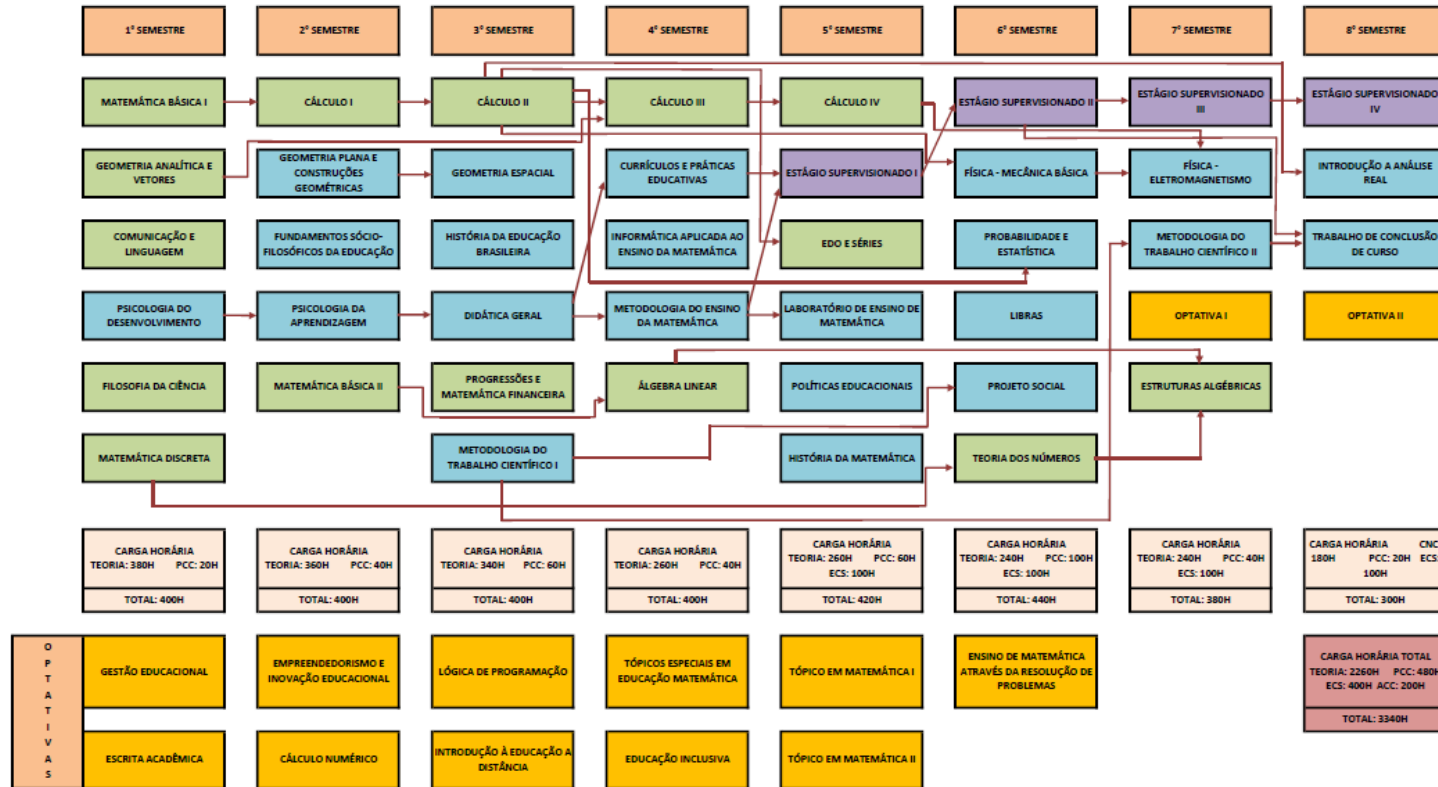 1º SEMESTRE
2º SEMESTRE
3º SEMESTRE
4º SEMESTRE
5º SEMESTRE
6º SEMESTRE
7º SEMESTRE
8º SEMESTRE
MATEMÁTICA BÁSICA I
CÁLCULO I
CÁLCULO II
CÁLCULO III
CÁLCULO IV
ESTÁGIO SUPERVISIONADO II
ESTÁGIO SUPERVISIONADO
III
ESTÁGIO SUPERVISIONADO
IV
GEOMETRIA ANALÍTICA E
VETORES
GEOMETRIA PLANA E
CONSTRUÇÕES
GEOMÉTRICAS
GEOMETRIA ESPACIAL
CURRÍCULOS E PRÁTICAS
EDUCATIVAS
ESTÁGIO SUPERVISIONADO I
FÍSICA - MECÂNICA BÁSICA
FÍSICA -
ELETROMAGNETISMO
INTRODUÇÃO A ANÁLISE
REAL
COMUNICAÇÃO E
LINGUAGEM
FUNDAMENTOS SÓCIO-
FILOSÓFICOS DA EDUCAÇÃO
HISTÓRIA DA EDUCAÇÃO
BRASILEIRA
INFORMÁTICA APLICADA AO
ENSINO DA MATEMÁTICA
EDO E SÉRIES
PROBABILIDADE E
ESTATÍSTICA
METODOLOGIA DO
TRABALHO CIENTÍFICO II
TRABALHO DE CONCLUSÃO
DE CURSO
PSICOLOGIA DO
DESENVOLVIMENTO
PSICOLOGIA DA
APRENDIZAGEM
DIDÁTICA GERAL
METODOLOGIA DO ENSINO
DA MATEMÁTICA
LABORATÓRIO DE ENSINO DE
MATEMÁTICA
LIBRAS
OPTATIVA I
OPTATIVA II
FILOSOFIA DA CIÊNCIA
MATEMÁTICA BÁSICA II
PROGRESSÕES E
MATEMÁTICA FINANCEIRA
ÁLGEBRA LINEAR
POLÍTICAS EDUCACIONAIS
PROJETO SOCIAL
ESTRUTURAS ALGÉBRICAS
MATEMÁTICA DISCRETA
METODOLOGIA DO
TRABALHO CIENTÍFICO I
HISTÓRIA DA MATEMÁTICA
TEORIA DOS NÚMEROS
CARGA HORÁRIA
TEORIA: 380H PCC: 20H
TOTAL: 400H
CARGA HORÁRIA
TEORIA: 360H PCC: 40H
TOTAL: 400H
CARGA HORÁRIA
TEORIA: 340H PCC: 60H
TOTAL: 400H
CARGA HORÁRIA
TEORIA: 260H PCC: 40H
TOTAL: 400H
CARGA HORÁRIA
TEORIA: 260H PCC: 60H
ECS: 100H
TOTAL: 420H
CARGA HORÁRIA
TEORIA: 240H PCC: 100H
ECS: 100H
TOTAL: 440H
CARGA HORÁRIA
TEORIA: 240H PCC: 40H
ECS: 100H
TOTAL: 380H
CARGA HORÁRIA CNC
180H PCC: 20H ECS:
100H
TOTAL: 300H
OPTATIVAS
GESTÃO EDUCACIONAL
EMPREENDEDORISMO E
INOVAÇÃO EDUCACIONAL
LÓGICA DE PROGRAMAÇÃO
TÓPICOS ESPECIAIS EM
EDUCAÇÃO MATEMÁTICA
TÓPICO EM MATEMÁTICA I
ENSINO DE MATEMÁTICA
ATRAVÉS DA RESOLUÇÃO DE
PROBLEMAS
CARGA HORÁRIA TOTAL
TEORIA: 2260H PCC: 480H
ECS: 400H ACC: 200H
TOTAL: 3340H
ESCRITA ACADÊMICA
CÁLCULO NUMÉRICO
INTRODUÇÃO À EDUCAÇÃO A
DISTÂNCIA
EDUCAÇÃO INCLUSIVA
TÓPICO EM MATEMÁTICA II